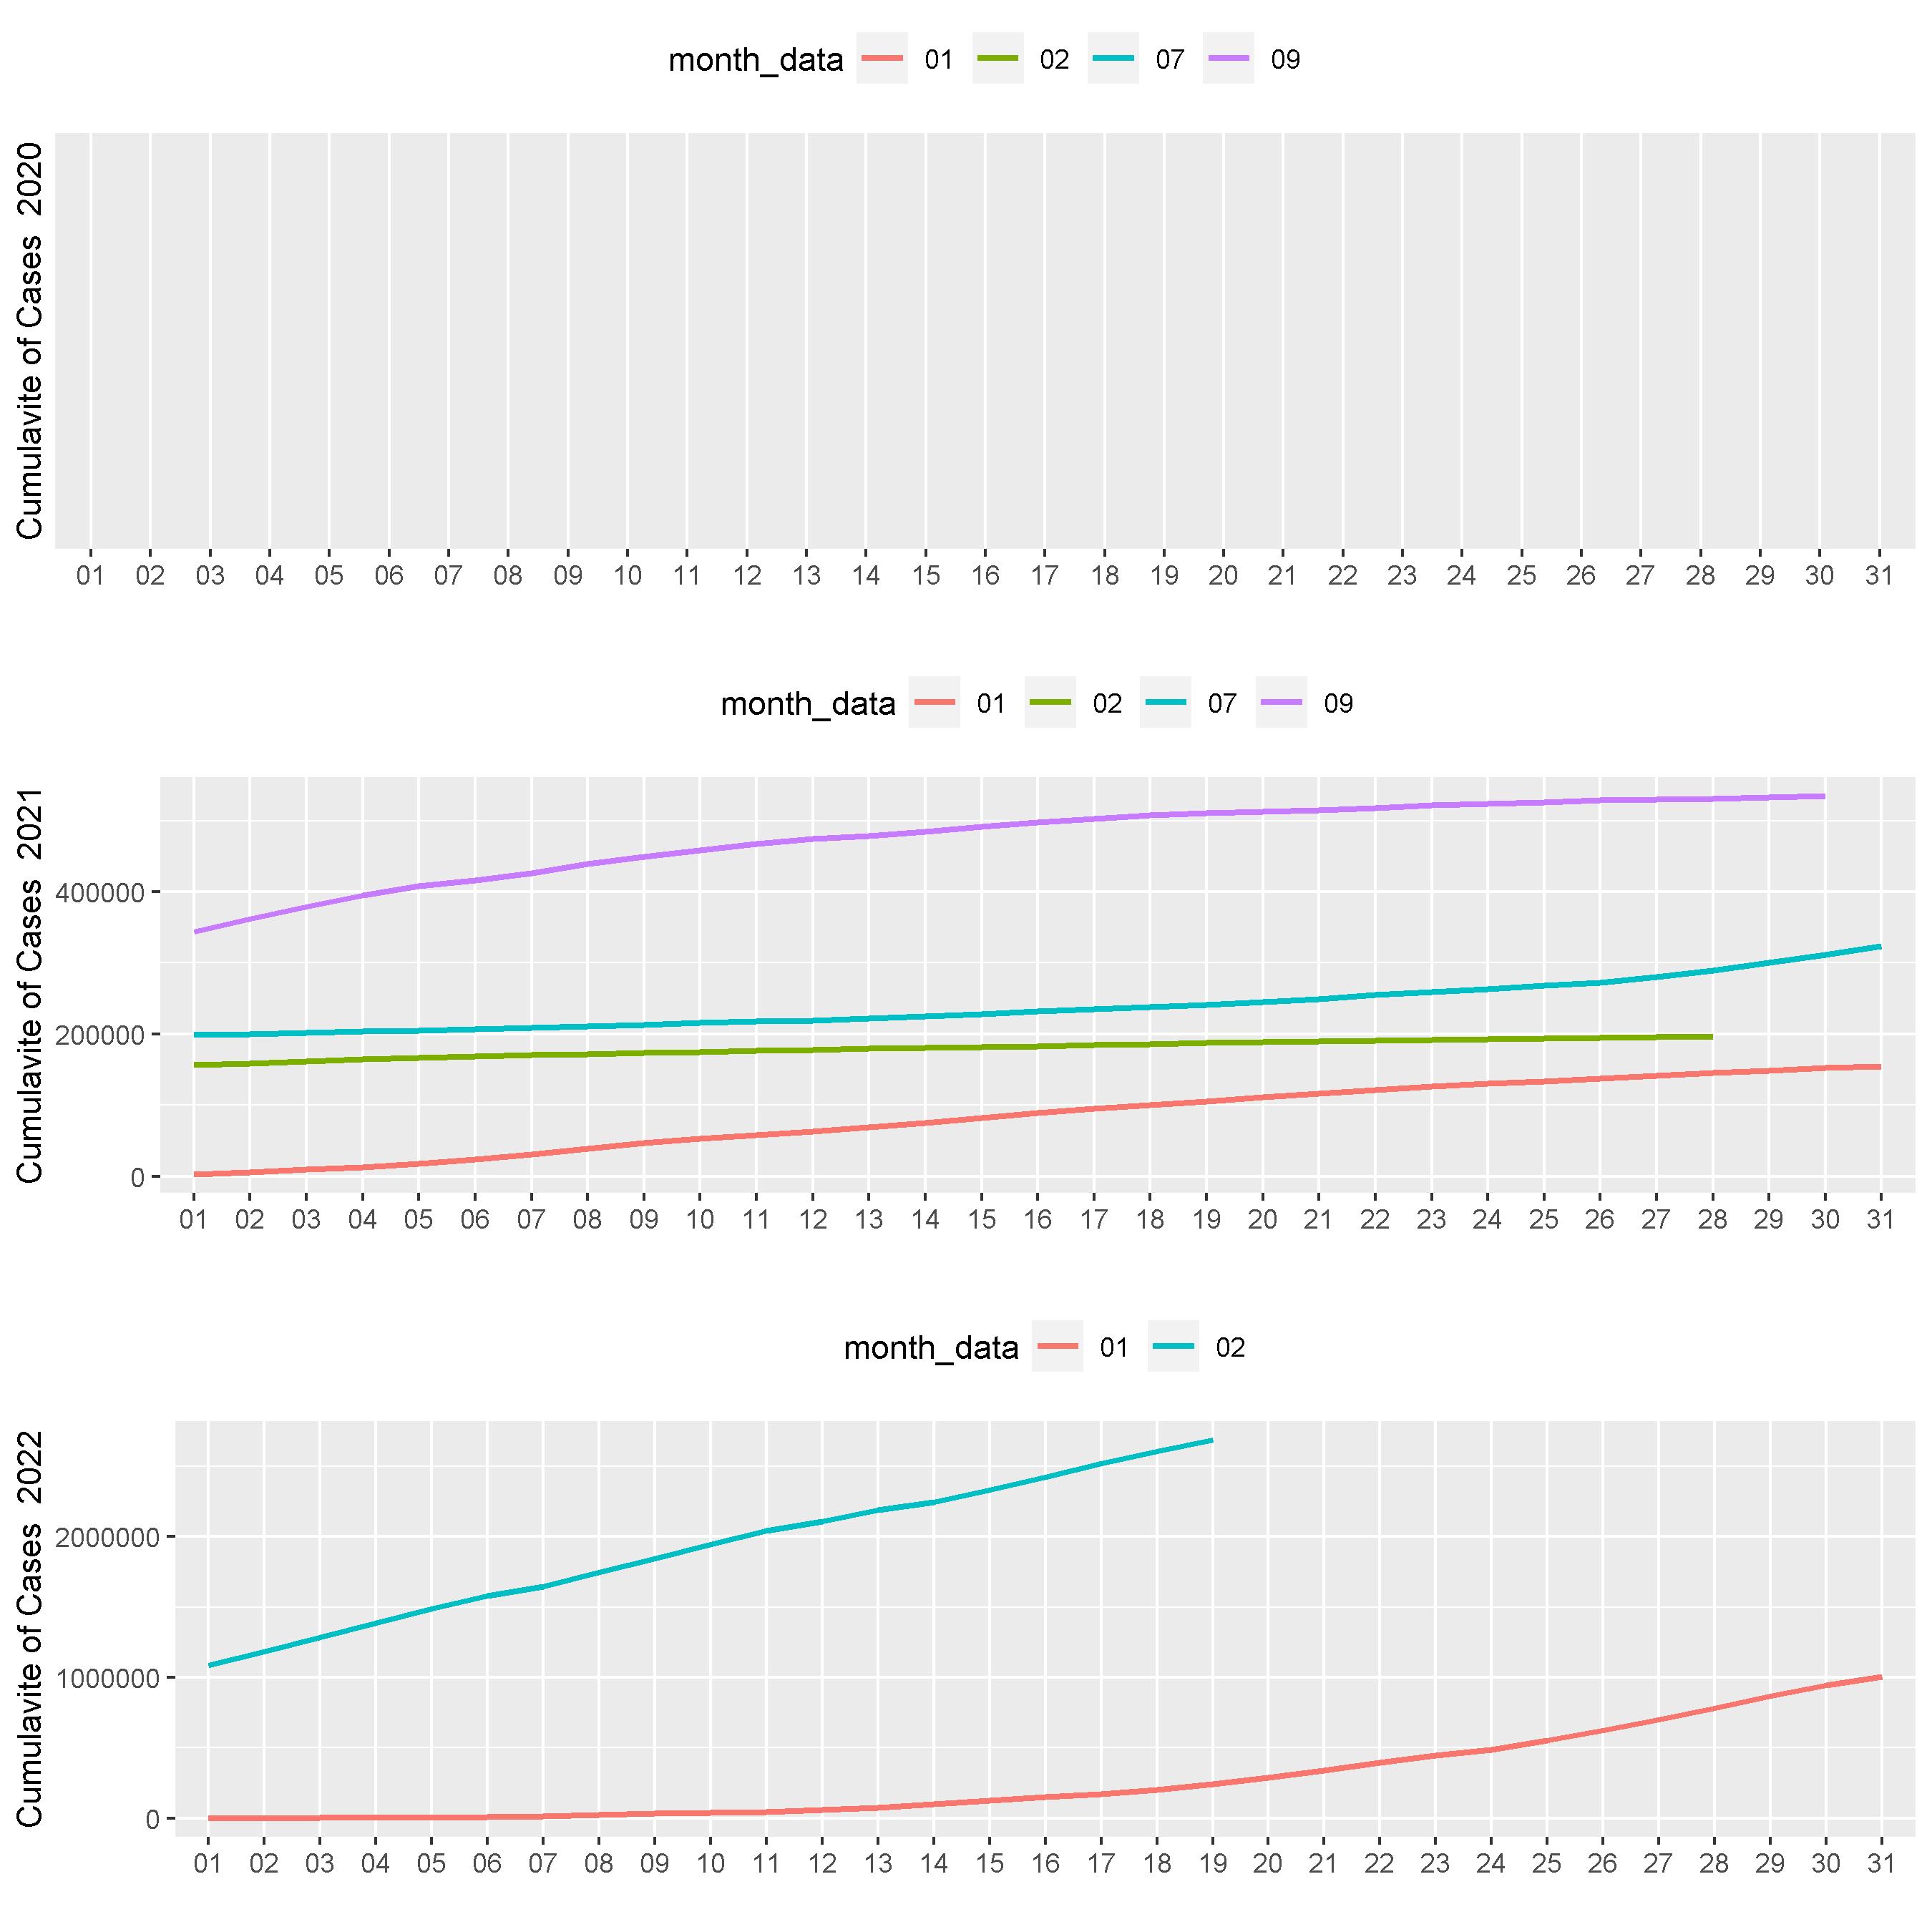 month_data 01 02 07 09
Cumulavite of Cases 2020
01 02 03 04 05 06 07 08 09 10 11 12 13 14 15 16 17 18 19 20 21 22 23 24 25 26 27 28 29 30 31
month_data 01 02 07 09
Cumulavite of Cases 2021
400000
200000
0
01 02 03 04 05 06 07 08 09 10 11 12 13 14 15 16 17 18 19 20 21 22 23 24 25 26 27 28 29 30 31
month_data 01 02
Cumulavite of Cases 2022
2000000
1000000
0
01 02 03 04 05 06 07 08 09 10 11 12 13 14 15 16 17 18 19 20 21 22 23 24 25 26 27 28 29 30 31